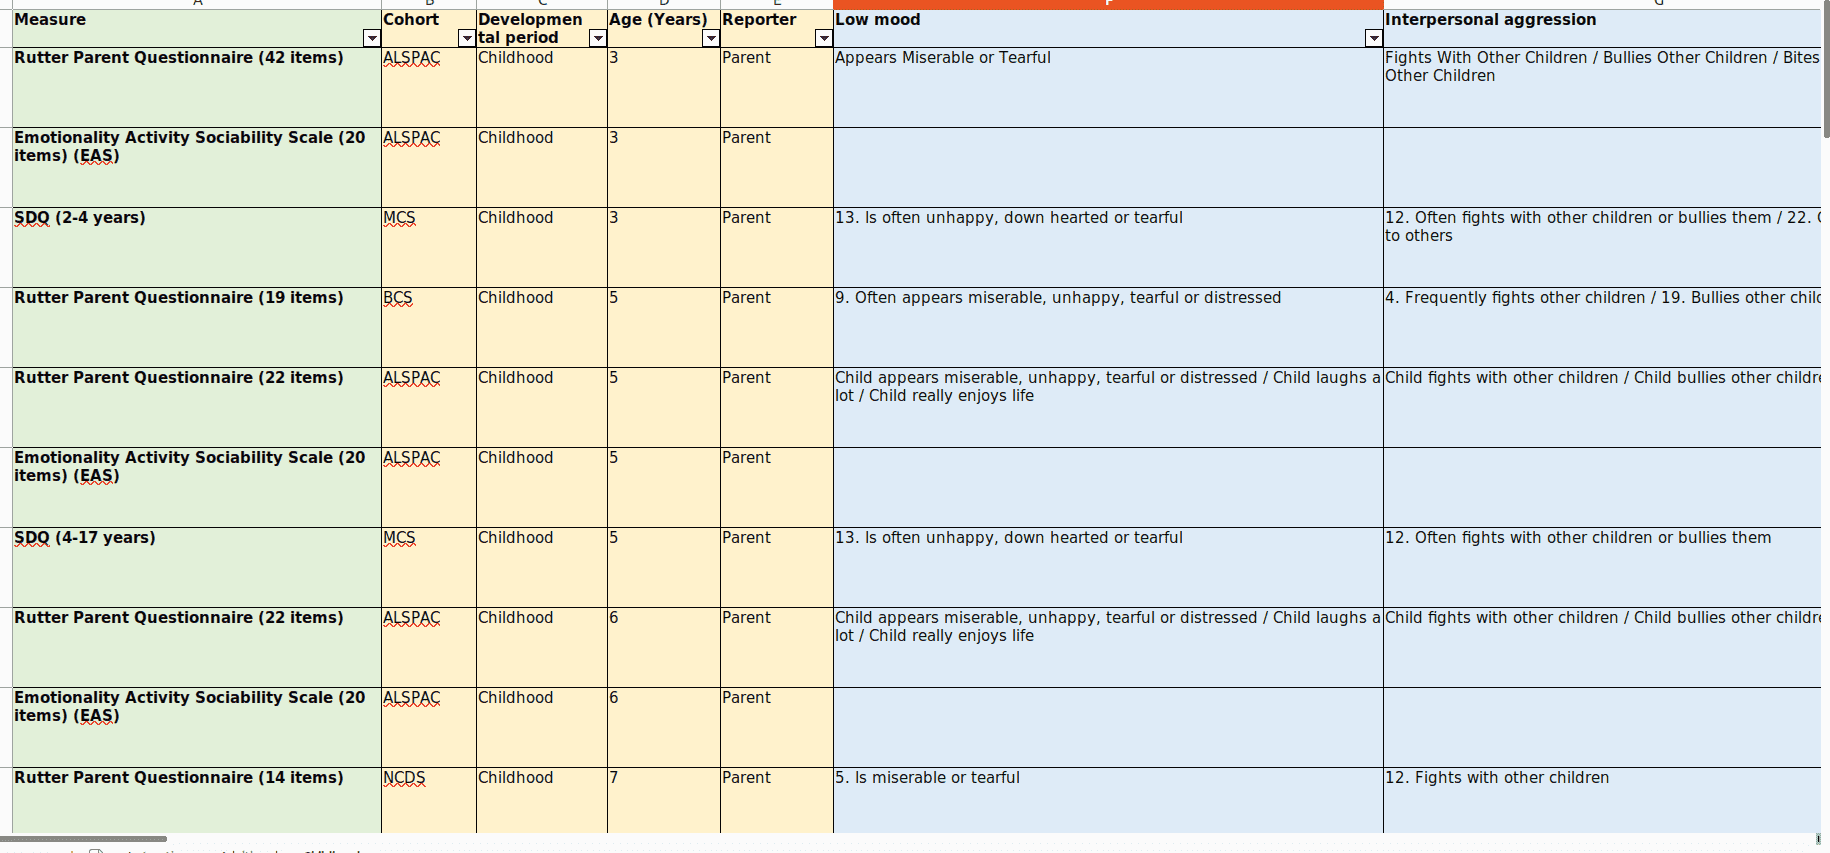 Measure
Cohort
Developmen
tal period
Age (Years)
Reporter
Low mood
Interpersonal aggression
Rutter Parent Questionnaire (42 items)
ALSPAC
Childhood
3
Parent
Appears Miserable or Tearful
Fights With Other Children / Bullies Other Children / Bites
Other Children
Emotionality Activity Sociability Scale (20
items) (EAS)
ALSPAC
Childhood
3
Parent
SDQ (2-4 years)
MCS
Childhood
3
Parent
13. Is often unhappy, down hearted or tearful
12. Often fights with other children or bullies them / 22.
to others
Rutter Parent Questionnaire (19 items)
BCS
Childhood
5
Parent
9. Often appears miserable, unhappy, tearful or distressed
4. Frequently fights other children / 19. Bullies other
Rutter Parent Questionnaire (22 items)
ALSPAC
Childhood
5
Parent
Child appears miserable, unhappy, tearful or distressed / Child laughs a
lot / Child really enjoys life
Child fights with other children / Child bullies other
Emotionality Activity Sociability Scale (20
items) (EAS)
ALSPAC
Childhood
5
Parent
SDQ (4-17 years)
MCS
Childhood
5
Parent
13. Is often unhappy, down hearted or tearful
12. Often fights with other children or bullies them
Rutter Parent Questionnaire (22 items)
ALSPAC
Childhood
6
Parent
Child appears miserable, unhappy, tearful or distressed / Child laughs a
lot / Child really enjoys life
Child fights with other children / Child bullies other
Emotionality Activity Sociability Scale (20
items) (EAS)
ALSPAC
Childhood
6
Parent
Rutter Parent Questionnaire (14 items)
NCDS
Childhood
7
Parent
5. Is miserable or tearful
12. Fights with other children